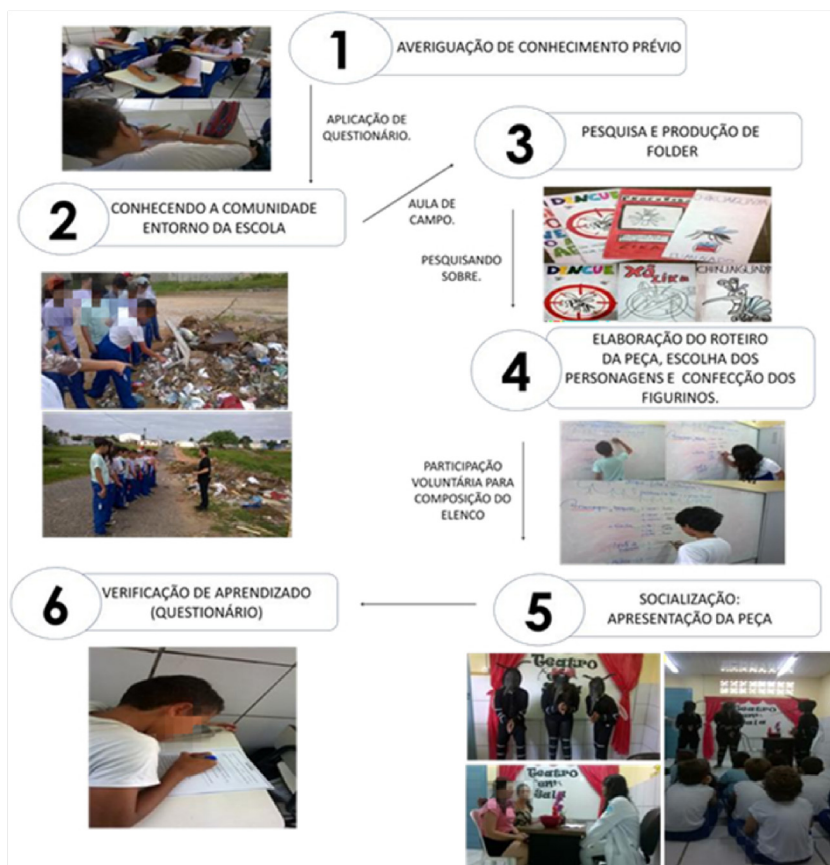 1
AVERIGUAÇÃO DE CONHECIMENTO PRÉVIO
APLICAÇÃO DE
QUESTIONÁRIO.
2
CONHECENDO A COMUNIDADE
ENTORNO DA ESCOLA
AULA DE
CAMPO.
3
PESQUISA E PRODUÇÃO DE
FOLDER
DENGUE
DENGUE
XÔ
ZIKA
PESQUISANDO
SOBRE.
4
ELABORAÇÃO DO ROTEIRO
DA PEÇA, ESCOLHA DOS
PERSONAGENS E CONFECÇÃO DOS
FIGURINOS.
PARTICIPAÇÃO
VOLUNTÁRIA PARA
COMPOSIÇÃO DO
ELENCO
5
SOCIALIZAÇÃO:
APRESENTAÇÃO DA PEÇA
Teatro
em
Sala
Teatro
em
Sala
Teatro
em
Sala
6
VERIFICAÇÃO DE APRENDIZADO
(QUESTIONÁRIO)